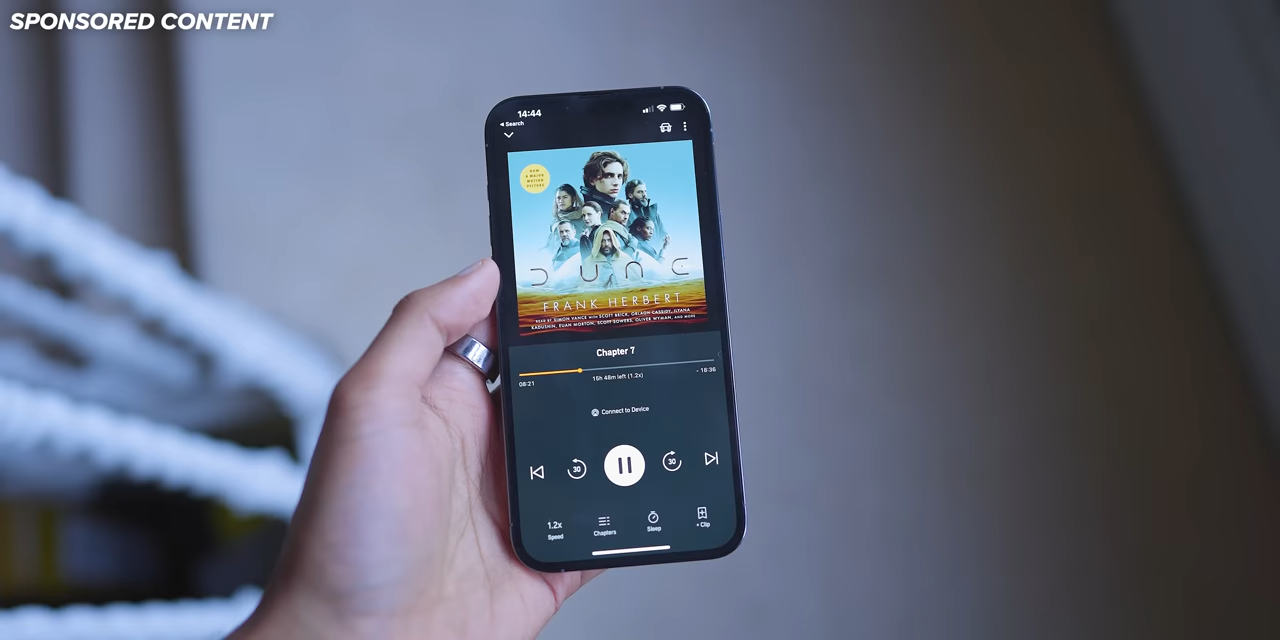 SPONSORED CONTENT
14:44
Search
NOW
A MAJOR
MOTION
PICTURE
DUNE
FRANK HERBERT
READ BY SIMON VANCE WITH SCOTT BRICK, ORLAGH CASSIDY, ILYANA
KADUSHIN, EUAN MORTON, SCOTT SOWERS, OLIVER WYMAN, AND MORE
Chapter 7
08:21
15h 48m left (1.2x)
- 18:36
Connect to Device
30
30
1.2x
Speed
Chapters
Sleep
+ Clip